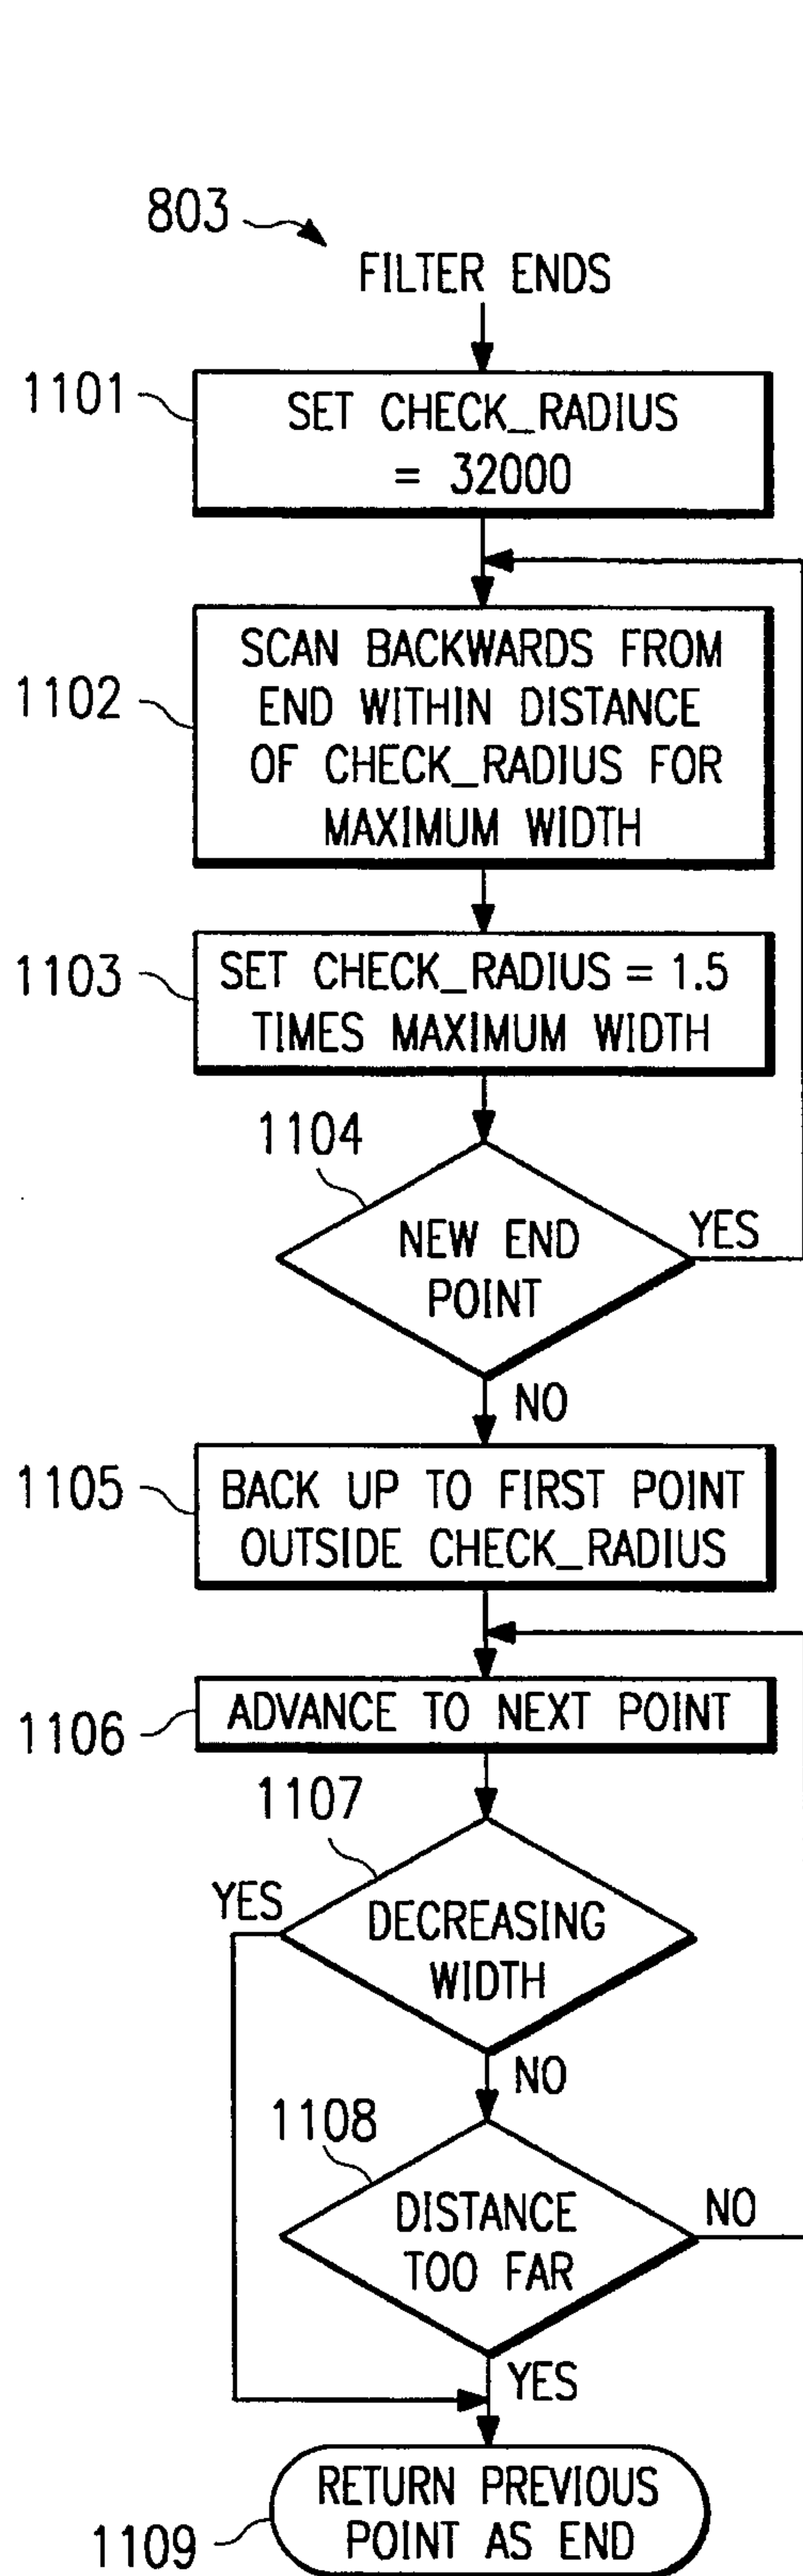 803
FILTER ENDS
1101
SET CHECK_RADIUS
= 32000
1102
SCAN BACKWARDS FROM
END WITHIN DISTANCE
OF CHECK_RADIUS FOR
MAXIMUM WIDTH
1103
SET CHECK_RADIUS = 1.5
TIMES MAXIMUM WIDTH
1104
NEW END
POINT
YES
NO
1105
BACK UP TO FIRST POINT
OUTSIDE CHECK_RADIUS
1106
ADVANCE TO NEXT POINT
1107
YES
DECREASING
WIDTH
NO
1108
DISTANCE
TOO FAR
NO
YES
1109
RETURN PREVIOUS
POINT AS END